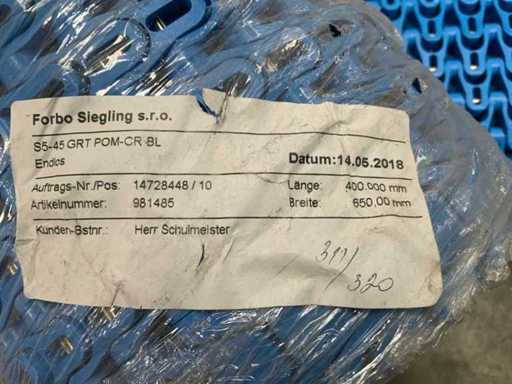 Forbo Siegling s.r.o.
S5-45 GRT POM-CR BL
Endlos Datum: 14.05.2018
Auftrags-Nr./Pos: 14728448 / 10 Länge: 400.000 mm
Artikelnummer: 981485 Breite: 650,00 mm
Kunden-Bstnr.: Herr Schulmeister
320